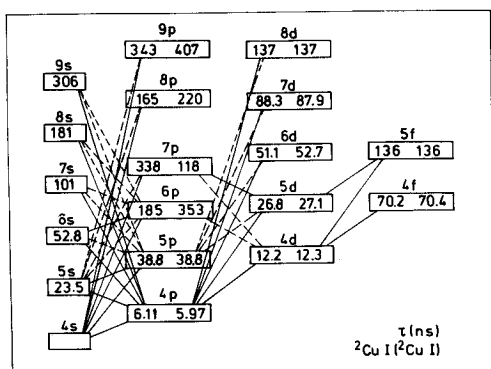 9p
8d
343 407
137 137
9s
306
8p
7d
165 220
88.3 87.9
8s
181
6d
51.1 52.7
5f
136 136
7p
338 118
7s
101
5d
26.8 27.1
4f
70.2 70.4
6p
185 353
6s
52.8
5p
38.8 38.8
4d
12.2 12.3
5s
23.5
4p
6.11 5.97
4s
τ(ns)
²Cu I(²Cu I)